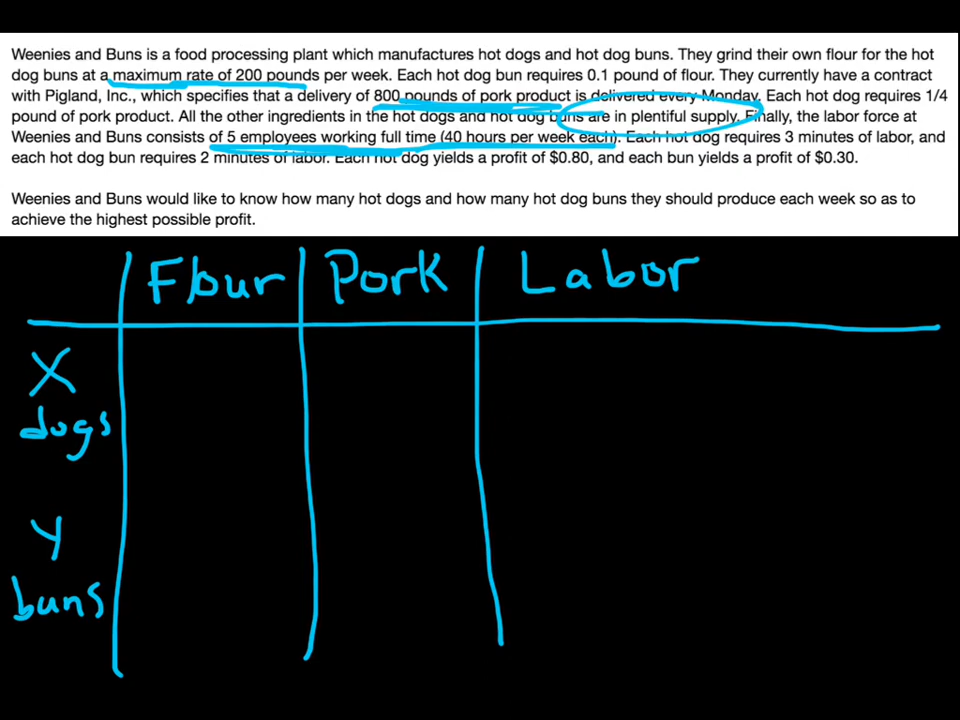 Weenies and Buns is a food processing plant which manufactures hot dogs and hot dog buns. They grind their own flour for the hot
dog buns at a maximum rate of 200 pounds per week. Each hot dog bun requires 0.1 pound of flour. They currently have a contract
with Pigland, Inc., which specifies that a delivery of 800 pounds of pork product is delivered every Monday. Each hot dog requires 1/4
pound of pork product. All the other ingredients in the hot dogs and hot dog buns are in plentiful supply. Finally, the labor force at
Weenies and Buns consists of 5 employees working full time (40 hours per week each). Each hot dog requires 3 minutes of labor, and
each hot dog bun requires 2 minutes of labor. Each hot dog yields a profit of $0.80, and each bun yields a profit of $0.30.
Weenies and Buns would like to know how many hot dogs and how many hot dog buns they should produce each week so as to
achieve the highest possible profit.
Flour Pork Labor
X
dogs
Y
buns